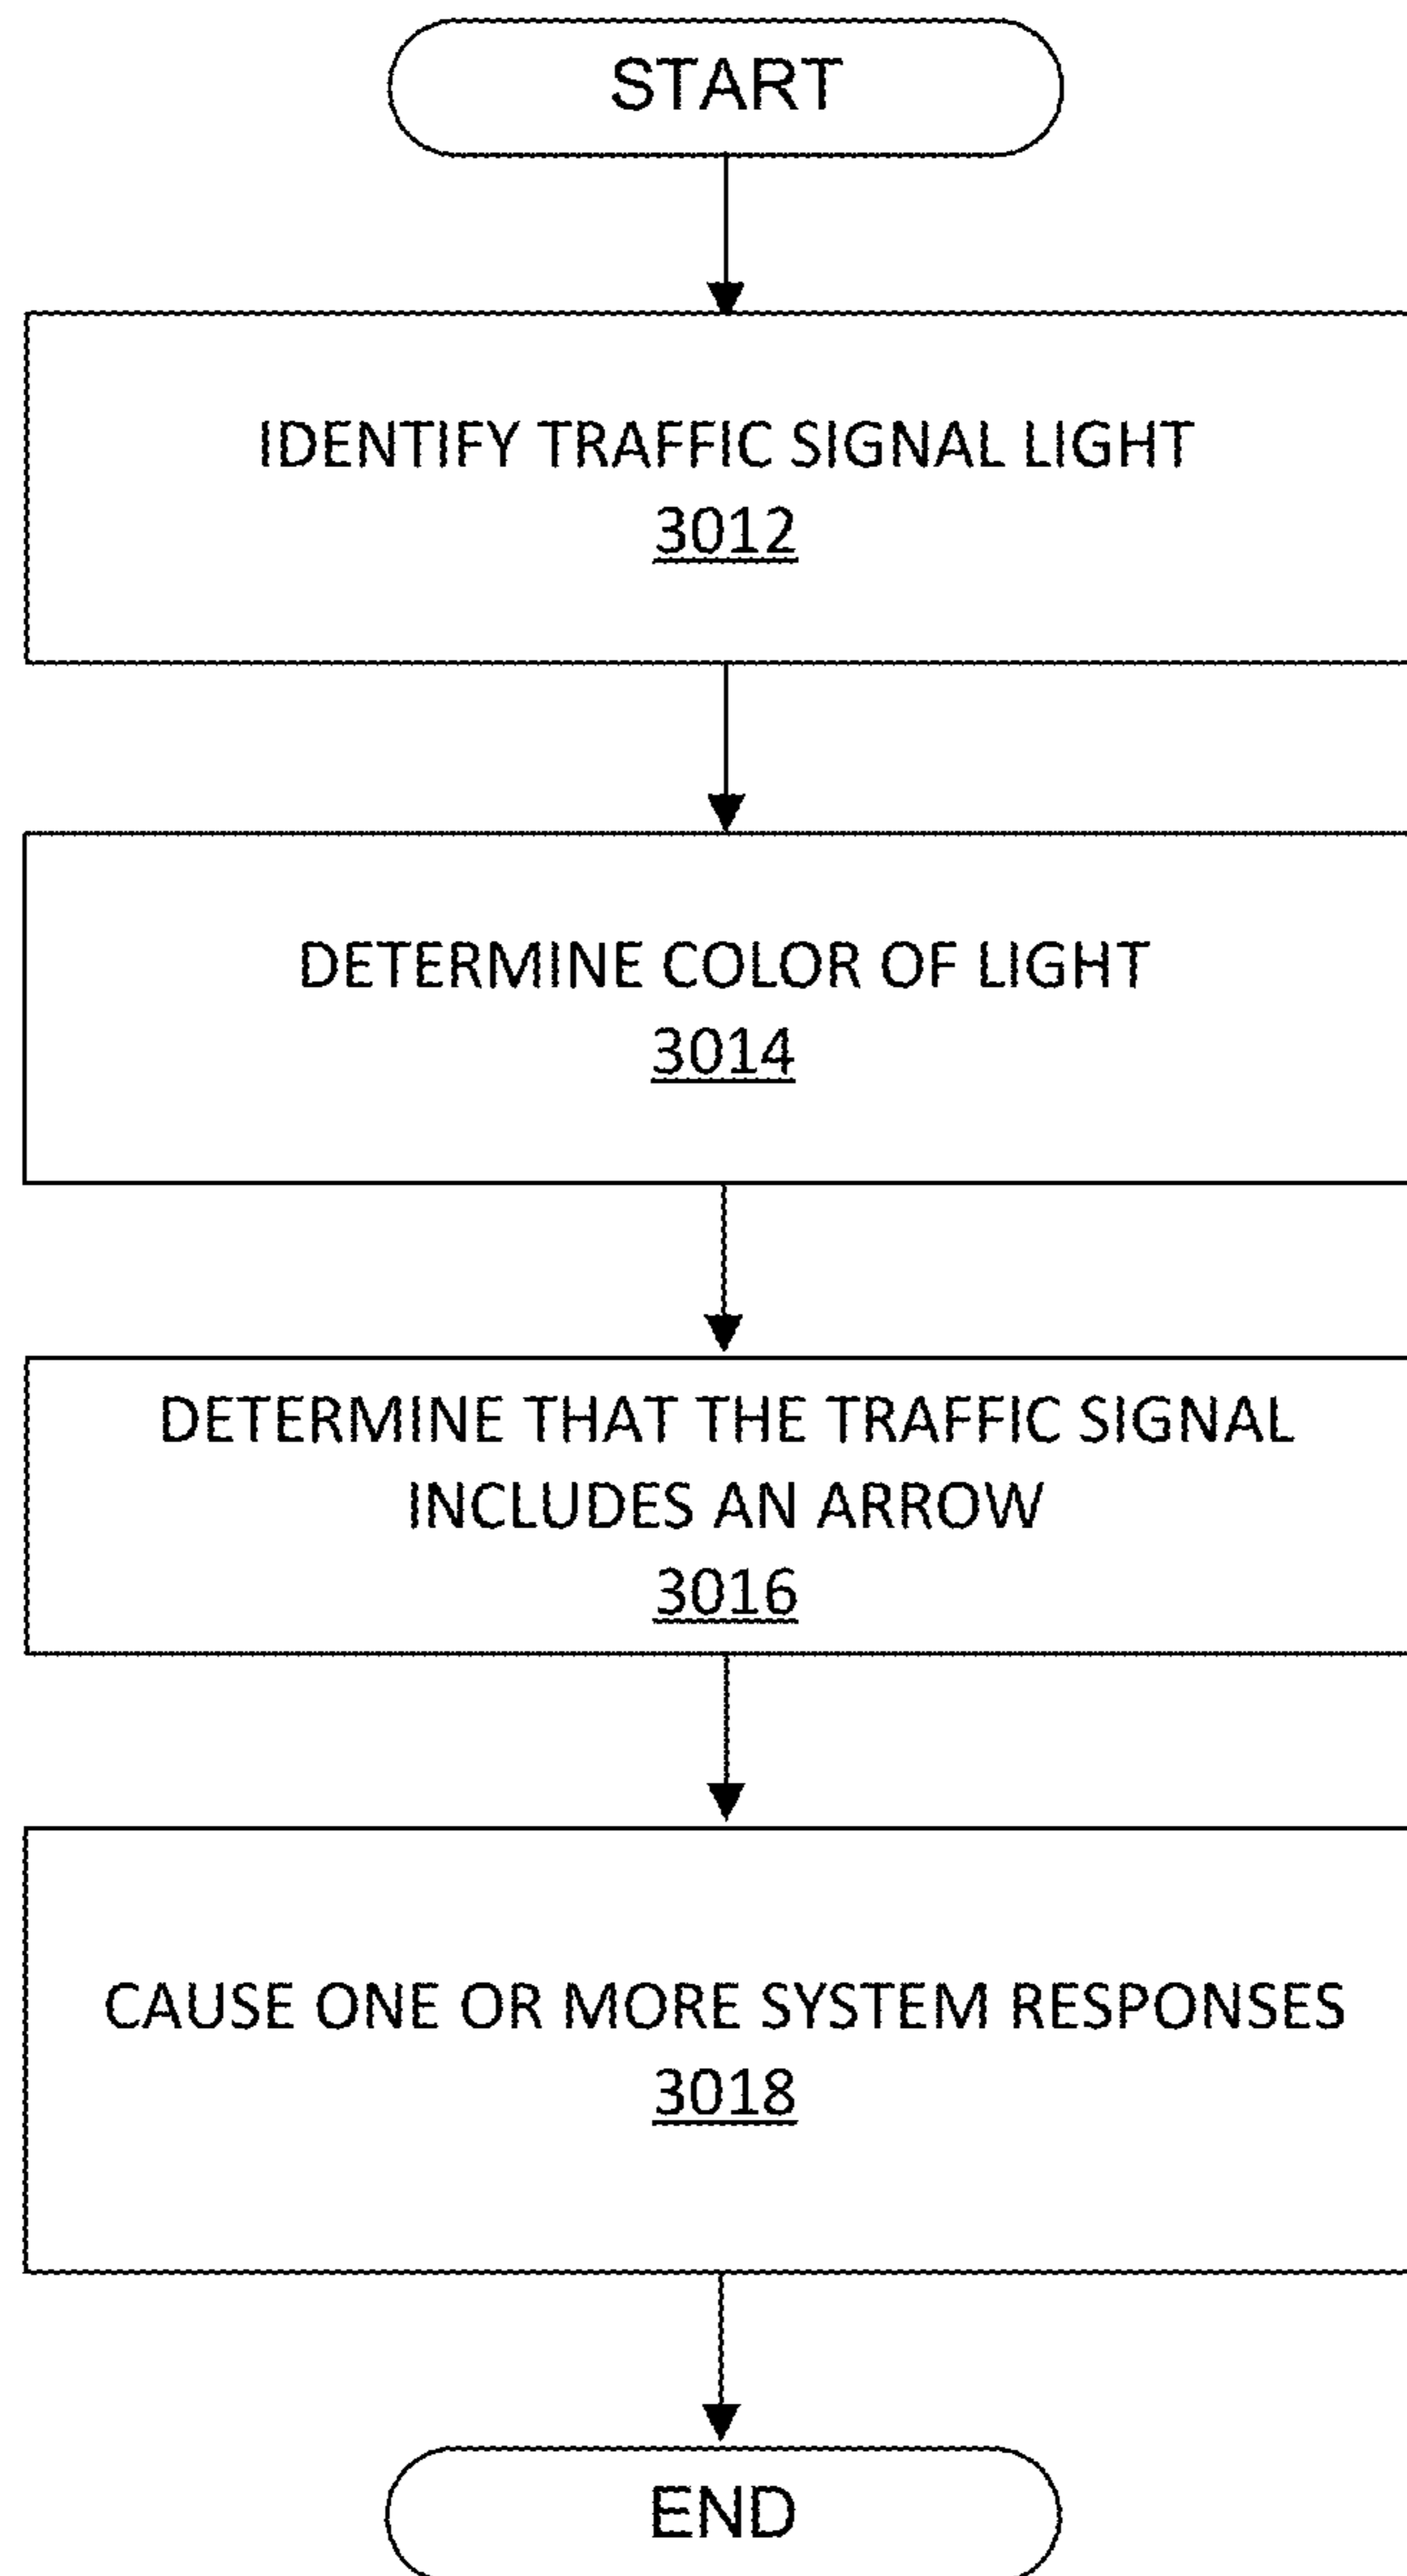 START
IDENTIFY TRAFFIC SIGNAL LIGHT
3012
DETERMINE COLOR OF LIGHT
3014
DETERMINE THAT THE TRAFFIC SIGNAL
INCLUDES AN ARROW
3016
CAUSE ONE OR MORE SYSTEM RESPONSES
3018
END